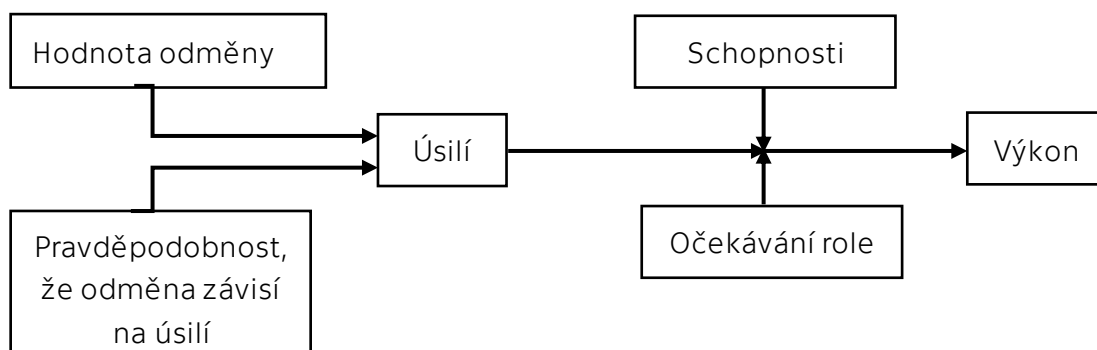 Hodnota odměny
Schopnosti
Úsilí
Výkon
Pravděpodobnost,
že odměna závisí
na úsilí
Očekávání role